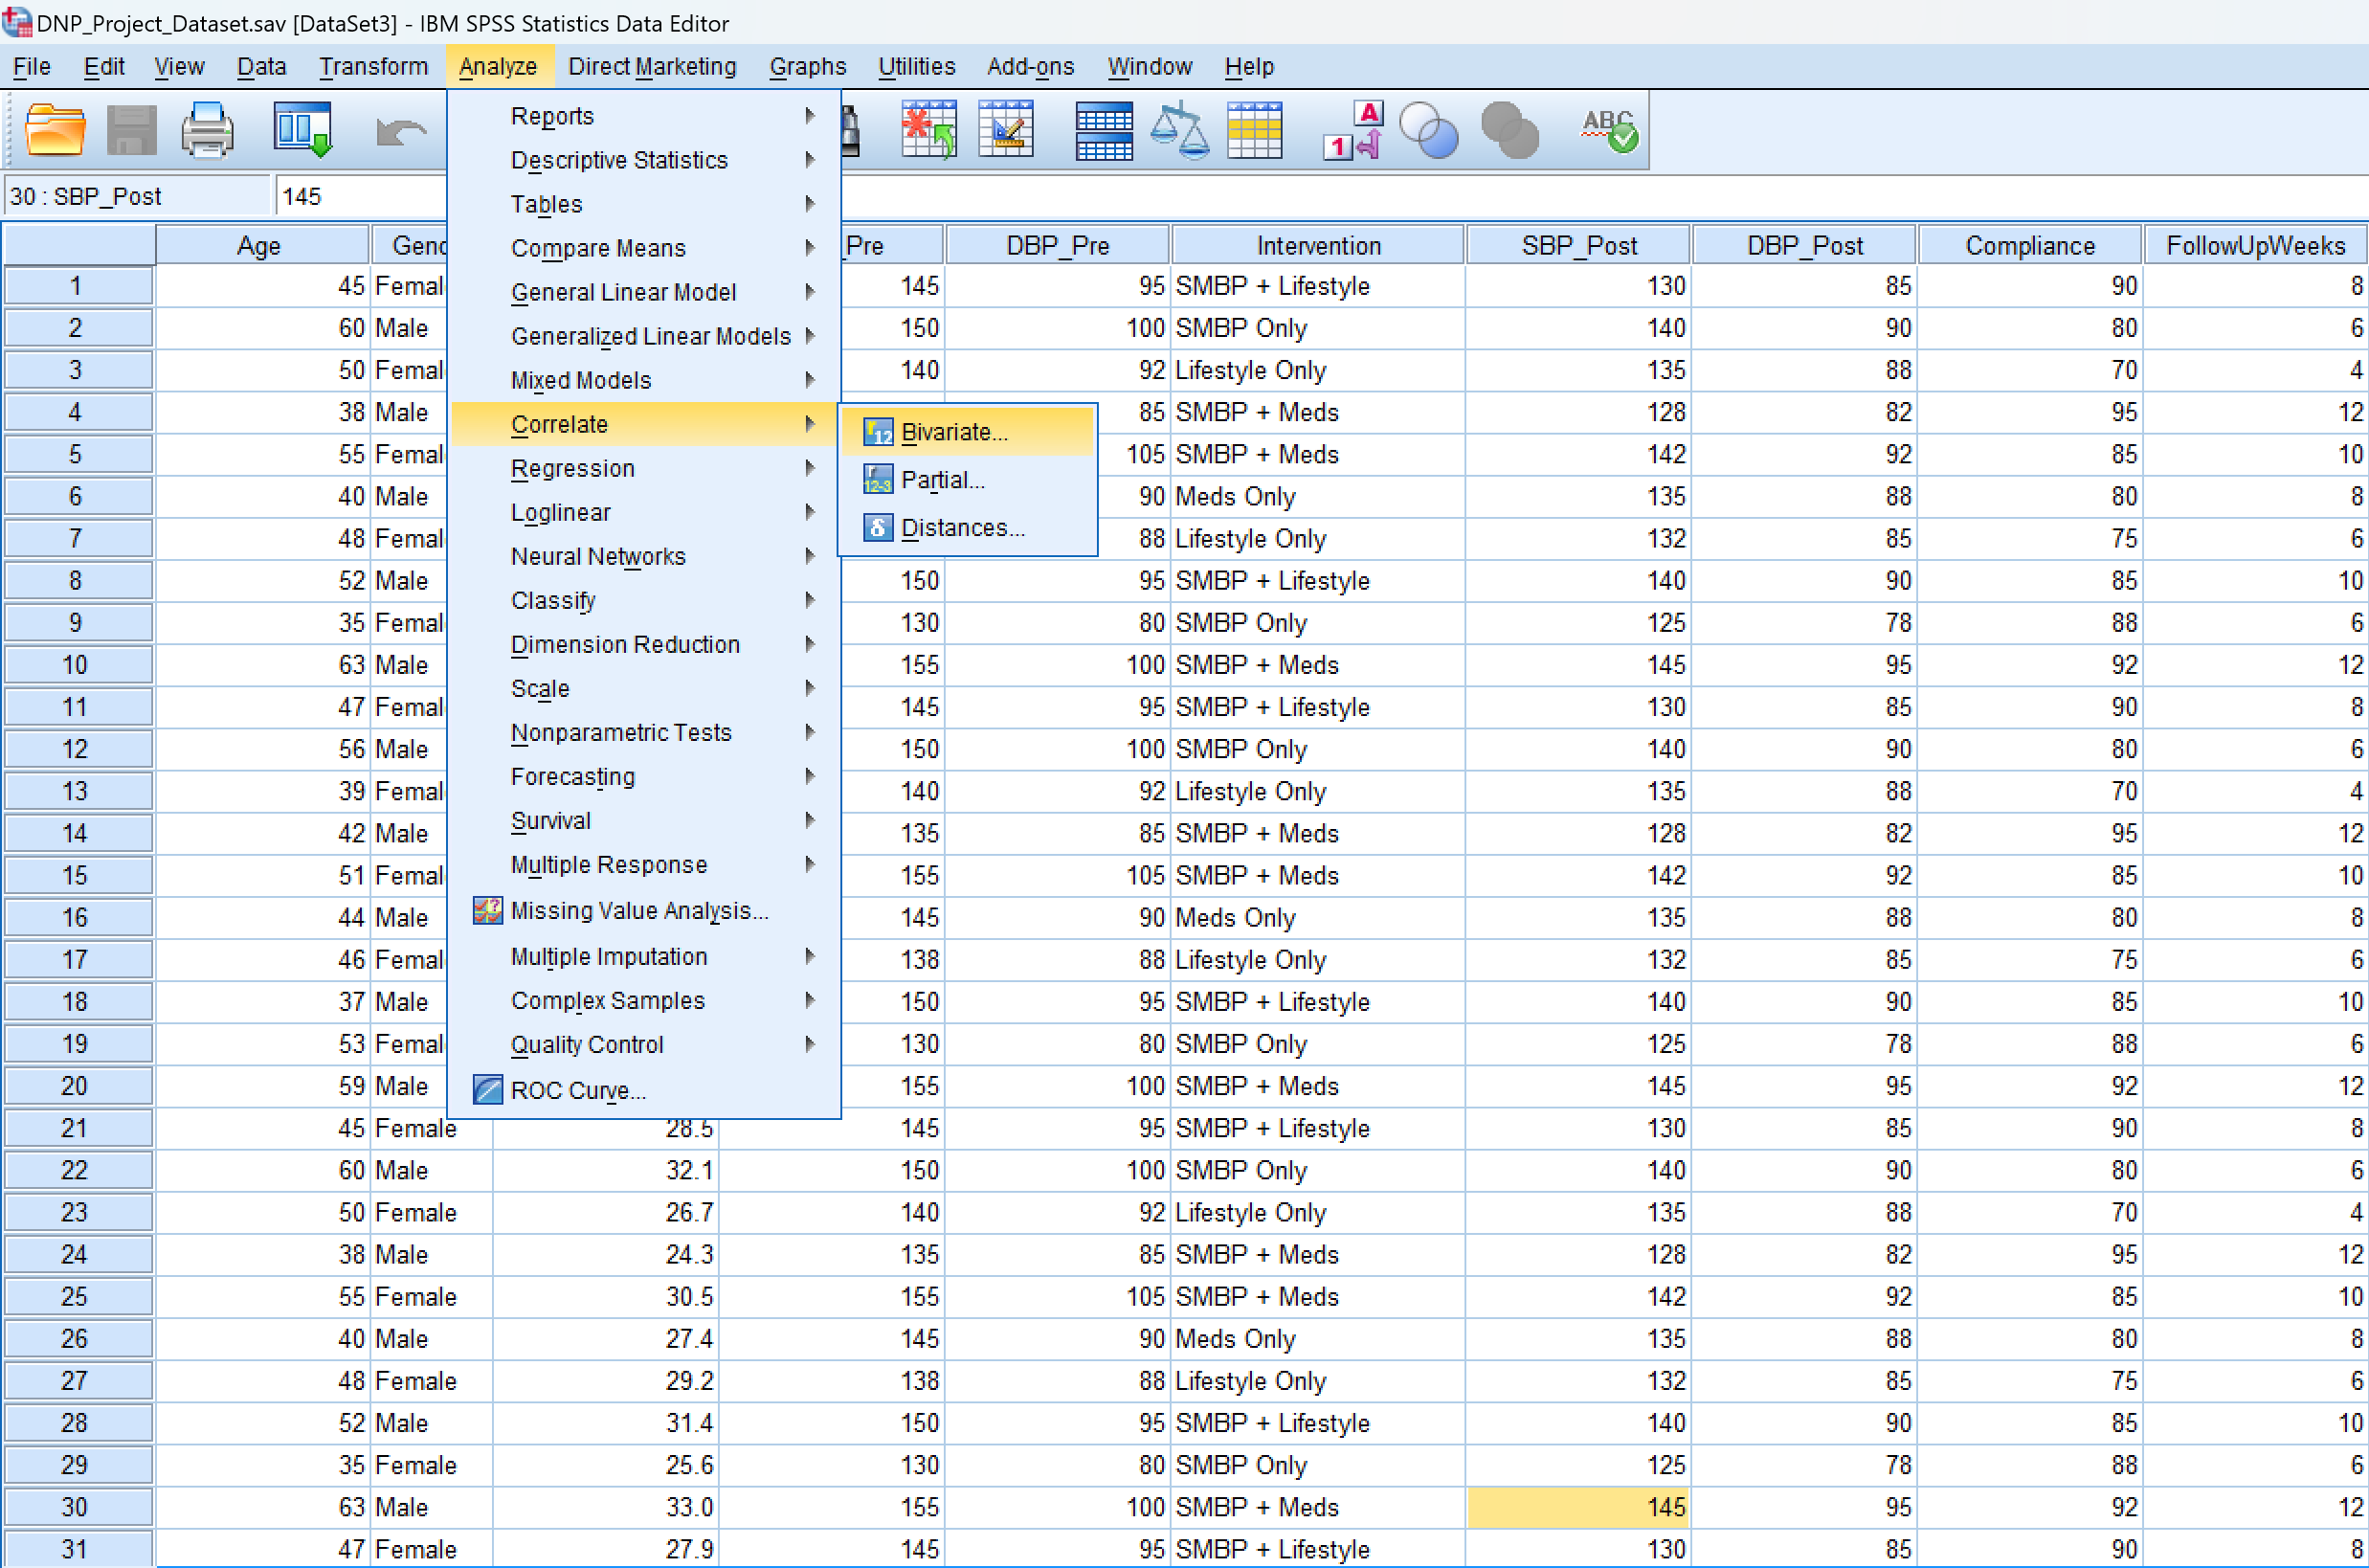 DNP_Project_Dataset.sav [DataSet3] - IBM SPSS Statistics Data Editor
File Edit View Data Transform Analyze Direct Marketing Graphs Utilities Add-ons Window Help
A
1
ABC
30 : SBP_Post 145
Reports
Descriptive Statistics
Tables
Compare Means
General Linear Model
Generalized Linear Models
Mixed Models
Correlate
Regression
Loglinear
Neural Networks
Classify
Dimension Reduction
Scale
Nonparametric Tests
Forecasting
Survival
Multiple Response
Missing Value Analysis...
Multiple Imputation
Complex Samples
Quality Control
ROC Curve...
Bivariate...
Partial...
Distances...
Age Gend _Pre DBP_Pre Intervention SBP_Post DBP_Post Compliance FollowUpWeeks
1 45 Femal 145 95 SMBP + Lifestyle 130 85 90 8
2 60 Male 150 100 SMBP Only 140 90 80 6
3 50 Femal 140 92 Lifestyle Only 135 88 70 4
4 38 Male 85 SMBP + Meds 128 82 95 12
5 55 Femal 105 SMBP + Meds 142 92 85 10
6 40 Male 90 Meds Only 135 88 80 8
7 48 Femal 88 Lifestyle Only 132 85 75 6
8 52 Male 150 95 SMBP + Lifestyle 140 90 85 10
9 35 Femal 130 80 SMBP Only 125 78 88 6
10 63 Male 155 100 SMBP + Meds 145 95 92 12
11 47 Femal 145 95 SMBP + Lifestyle 130 85 90 8
12 56 Male 150 100 SMBP Only 140 90 80 6
13 39 Femal 140 92 Lifestyle Only 135 88 70 4
14 42 Male 135 85 SMBP + Meds 128 82 95 12
15 51 Femal 155 105 SMBP + Meds 142 92 85 10
16 44 Male 145 90 Meds Only 135 88 80 8
17 46 Femal 138 88 Lifestyle Only 132 85 75 6
18 37 Male 150 95 SMBP + Lifestyle 140 90 85 10
19 53 Femal 130 80 SMBP Only 125 78 88 6
20 59 Male 155 100 SMBP + Meds 145 95 92 12
21 45 Female 28.5 145 95 SMBP + Lifestyle 130 85 90 8
22 60 Male 32.1 150 100 SMBP Only 140 90 80 6
23 50 Female 26.7 140 92 Lifestyle Only 135 88 70 4
24 38 Male 24.3 135 85 SMBP + Meds 128 82 95 12
25 55 Female 30.5 155 105 SMBP + Meds 142 92 85 10
26 40 Male 27.4 145 90 Meds Only 135 88 80 8
27 48 Female 29.2 138 88 Lifestyle Only 132 85 75 6
28 52 Male 31.4 150 95 SMBP + Lifestyle 140 90 85 10
29 35 Female 25.6 130 80 SMBP Only 125 78 88 6
30 63 Male 33.0 155 100 SMBP + Meds 145 95 92 12
31 47 Female 27.9 145 95 SMBP + Lifestyle 130 85 90 8